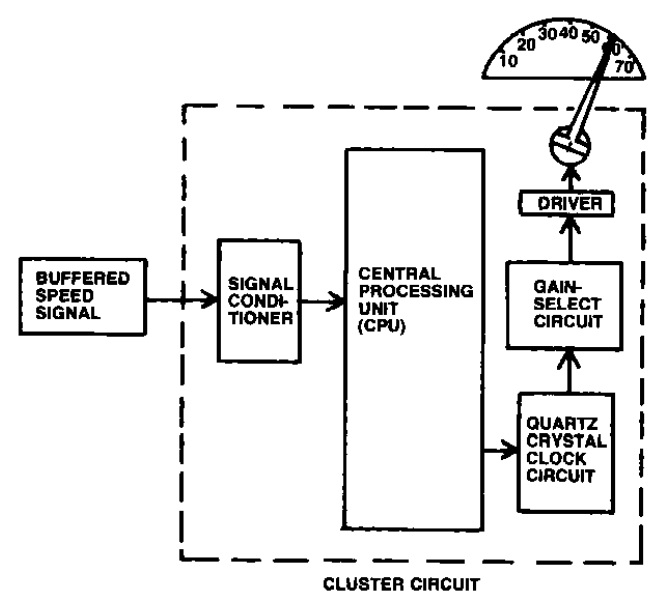 10 20 30 40 50 60 70
BUFFERED
SPEED
SIGNAL
SIGNAL
CONDI-
TIONER
CENTRAL
PROCESSING
UNIT
(CPU)
DRIVER
GAIN-
SELECT
CIRCUIT
QUARTZ
CRYSTAL
CLOCK
CIRCUIT
CLUSTER CIRCUIT